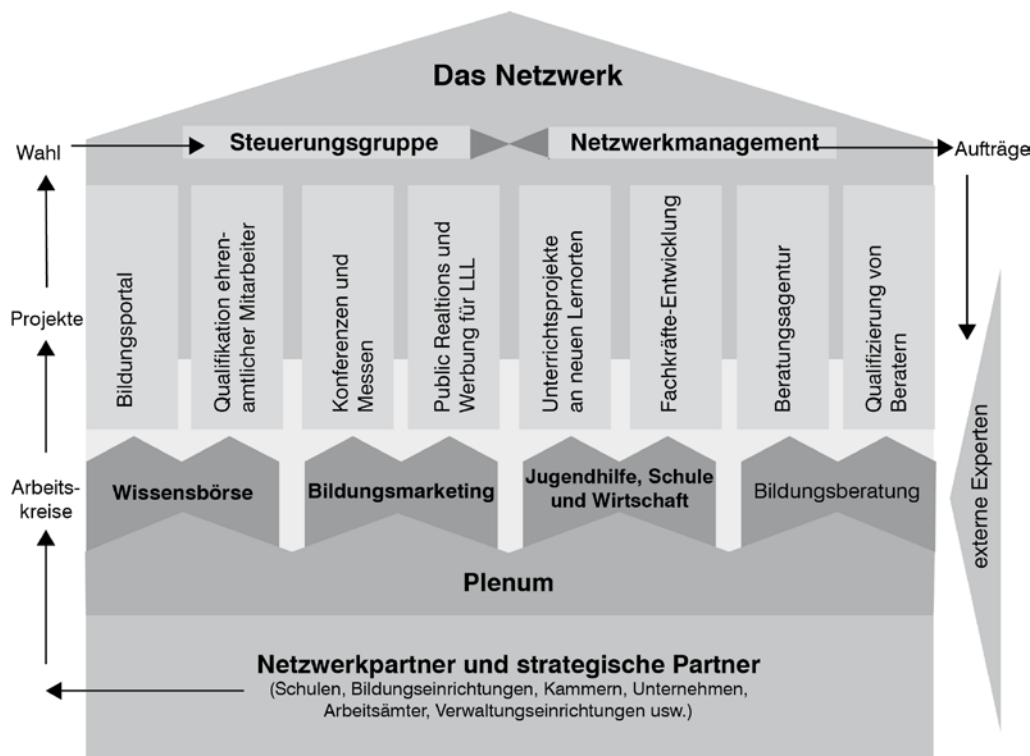 Das Netzwerk
Wahl
Steuerungsgruppe
Netzwerkmanagement
Aufträge
Projekte
Bildungsportal
Qualifikation ehren-
amtlicher Mitarbeiter
Konferenzen und
Messen
Public Realtions und
Werbung für LLL
Unterrichtsprojekte
an neuen Lernorten
Fachkräfte-Entwicklung
Beratungsagentur
Qualifizierung von
Beratern
externe Experten
Arbeits-
kreise
Wissensbörse
Bildungsmarketing
Jugendhilfe, Schule
und Wirtschaft
Bildungsberatung
Plenum
Netzwerkpartner und strategische Partner
(Schulen, Bildungseinrichtungen, Kammern, Unternehmen,
Arbeitsämter, Verwaltungseinrichtungen usw.)